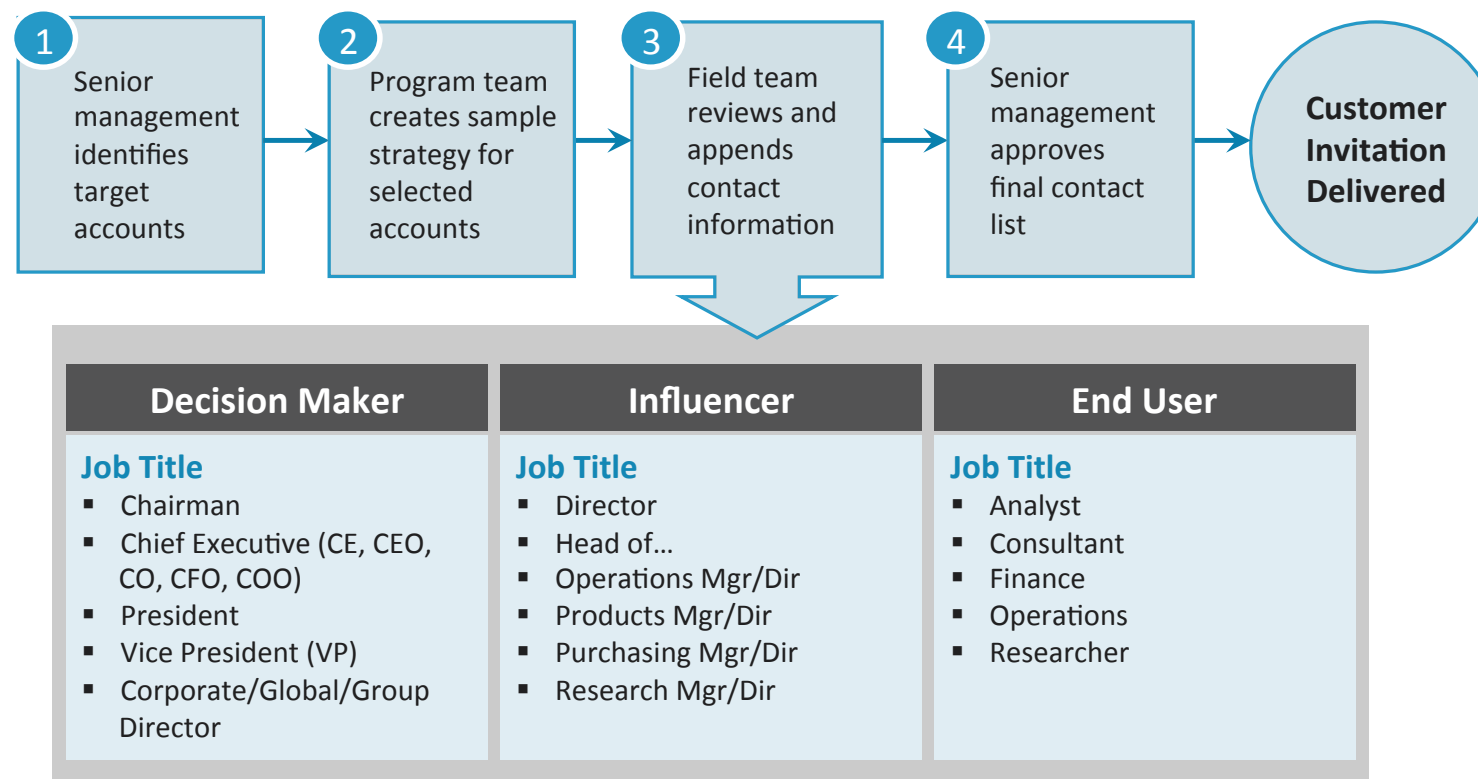 1
Senior
management
identifies
target
accounts
2
Program team
creates sample
strategy for
selected
accounts
3
Field team
reviews and
appends
contact
information
4
Senior
management
approves
final contact
list
Customer
Invitation
Delivered
Decision Maker
Job Title
▪ Chairman
▪ Chief Executive (CE, CEO,
CO, CFO, COO)
▪ President
▪ Vice President (VP)
▪ Corporate/Global/Group
Director
Influencer
Job Title
▪ Director
▪ Head of...
▪ Operations Mgr/Dir
▪ Products Mgr/Dir
▪ Purchasing Mgr/Dir
▪ Research Mgr/Dir
End User
Job Title
▪ Analyst
▪ Consultant
▪ Finance
▪ Operations
▪ Researcher